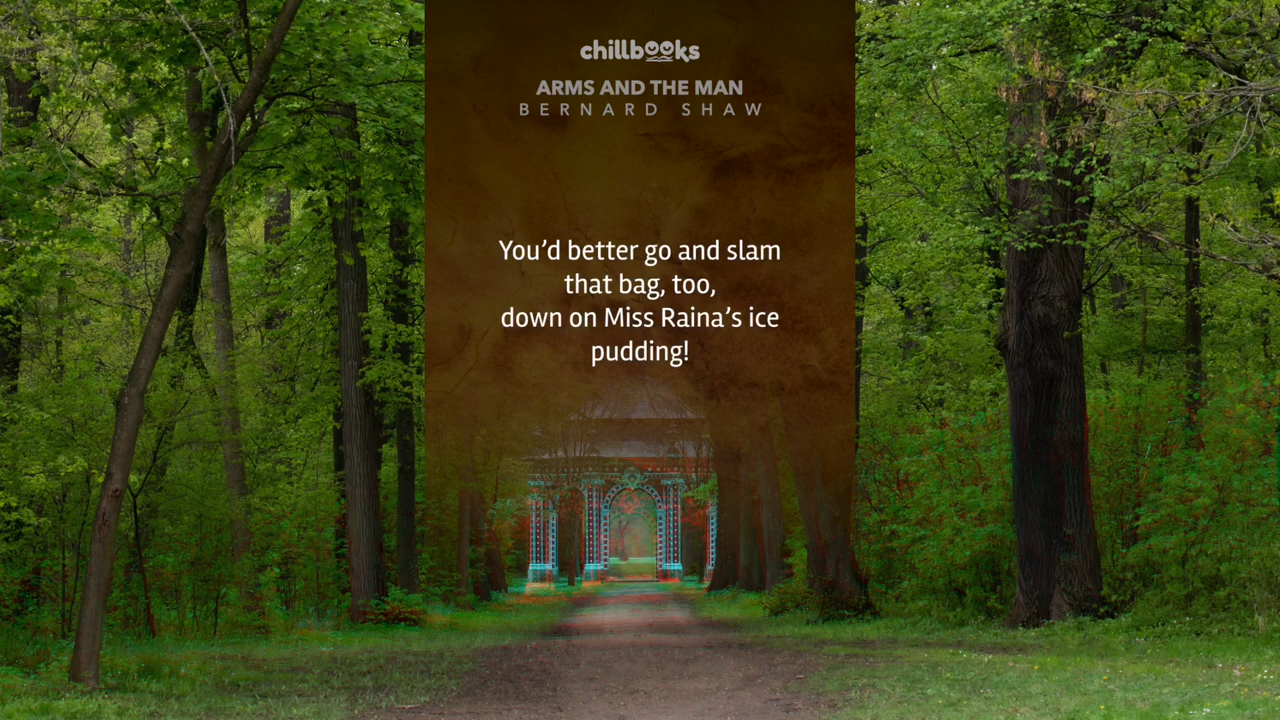 chillbooks
ARMS AND THE MAN
BERNARD SHAW
You’d better go and slam
that bag, too,
down on Miss Raina’s ice
pudding!